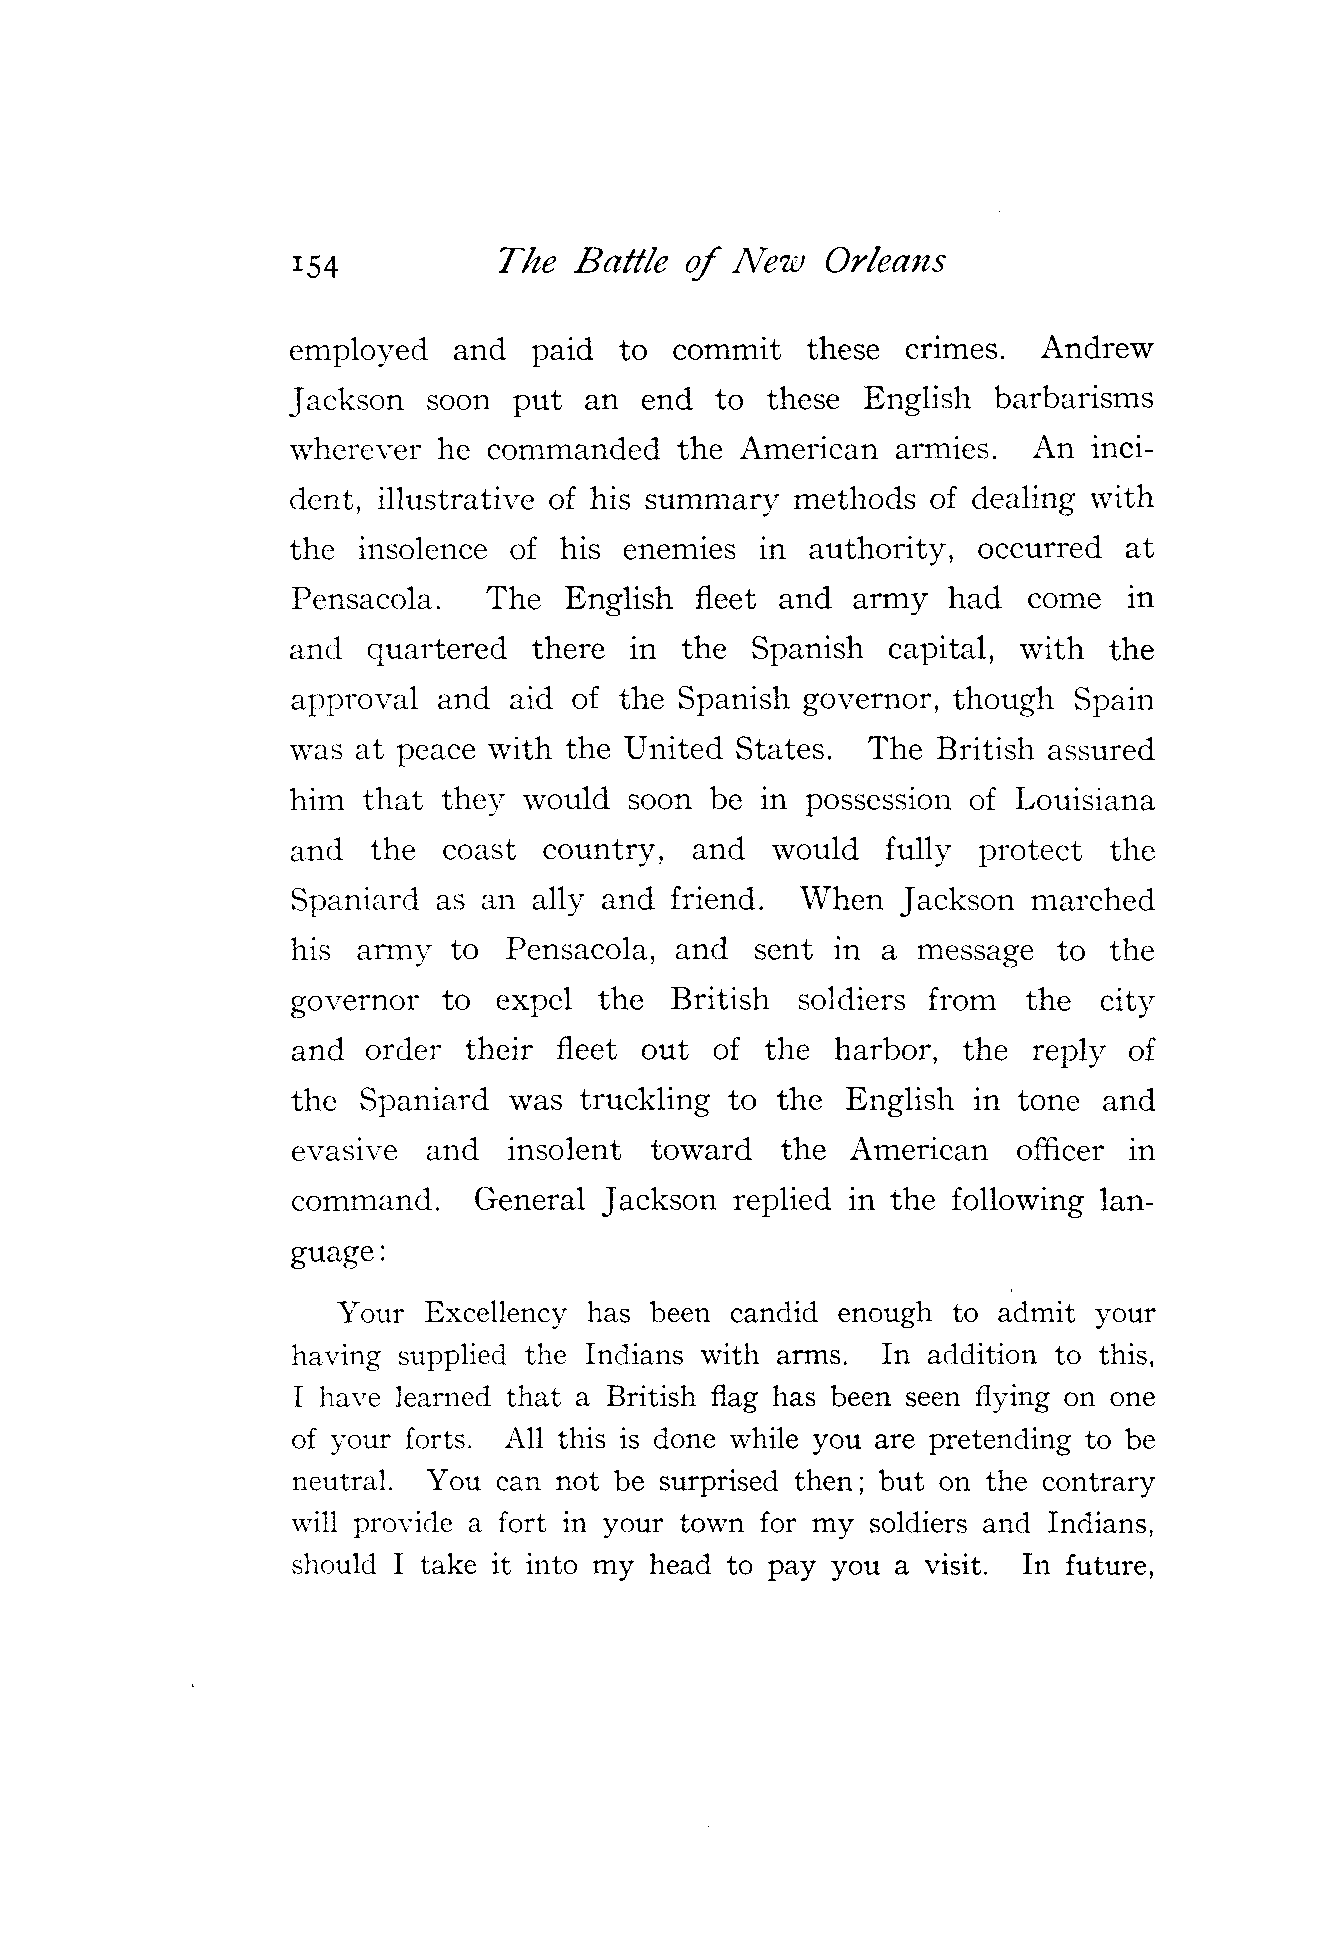 154 The Battle of New Orleans
employed and paid to commit these crimes. Andrew
Jackson soon put an end to these English barbarisms
wherever he commanded the American armies. An inci-
dent, illustrative of his summary methods of dealing with
the insolence of his enemies in authority, occurred at
Pensacola. The English fleet and army had come in
and quartered there in the Spanish capital, with the
approval and aid of the Spanish governor, though Spain
was at peace with the United States. The British assured
him that they would soon be in possession of Louisiana
and the coast country, and would fully protect the
Spaniard as an ally and friend. When Jackson marched
his army to Pensacola, and sent in a message to the
governor to expel the British soldiers from the city
and order their fleet out of the harbor, the reply of
the Spaniard was truckling to the English in tone and
evasive and insolent toward the American officer in
command. General Jackson replied in the following lan-
guage:
Your Excellency has been candid enough to admit your
having supplied the Indians with arms. In addition to this,
I have learned that a British flag has been seen flying on one
of your forts. All this is done while you are pretending to be
neutral. You can not be surprised then; but on the contrary
will provide a fort in your town for my soldiers and Indians,
should I take it into my head to pay you a visit. In future,